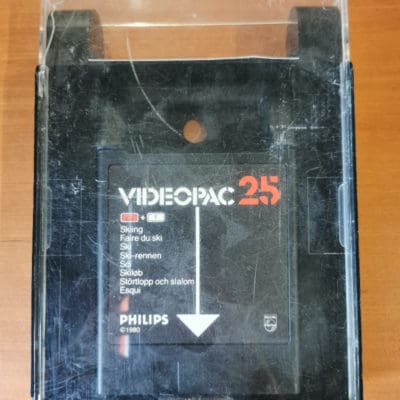 VIDEOPAC 25
+
Skiing
Faire du ski
Ski
Ski-rennen
Sci
Skiløb
Störtlopp och slalom
Esqui
PHILIPS
©1980